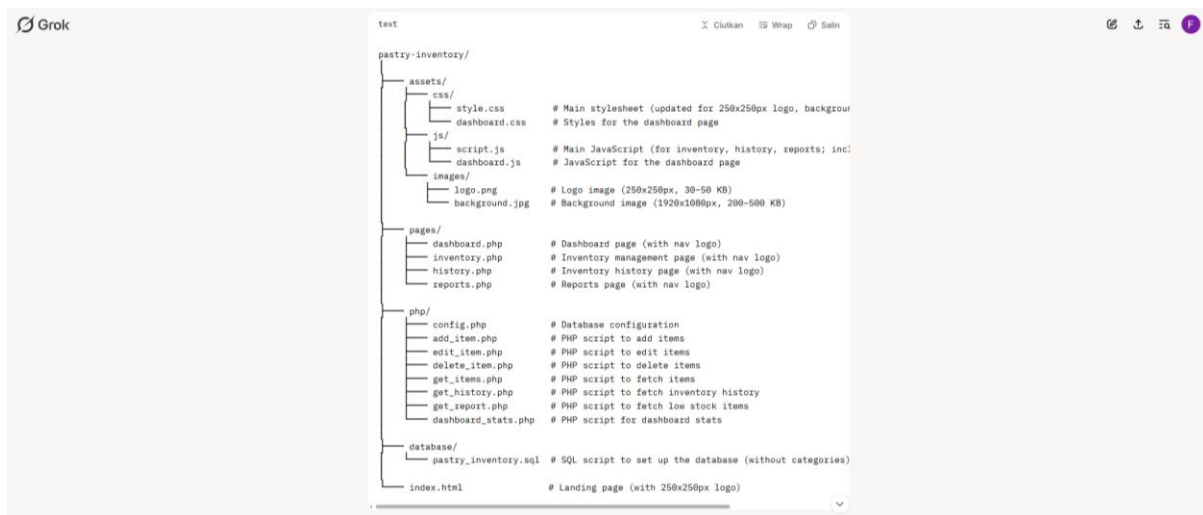 Grok
text Ciutkan Wrap Salin
F
pastry-inventory/
├── assets/
│   ├── css/
│   │   ├── style.css # Main stylesheet (updated for 250x250px logo, backgroun
│   │   └── dashboard.css # Styles for the dashboard page
│   ├── js/
│   │   ├── script.js # Main JavaScript (for inventory, history, reports; incl
│   │   └── dashboard.js # JavaScript for the dashboard page
│   └── images/
│       ├── logo.png # Logo image (250x250px, 30-50 KB)
│       └── background.jpg # Background image (1920x1080px, 200-500 KB)
├── pages/
│   ├── dashboard.php # Dashboard page (with nav logo)
│   ├── inventory.php # Inventory management page (with nav logo)
│   ├── history.php # Inventory history page (with nav logo)
│   └── reports.php # Reports page (with nav logo)
├── php/
│   ├── config.php # Database configuration
│   ├── add_item.php # PHP script to add items
│   ├── edit_item.php # PHP script to edit items
│   ├── delete_item.php # PHP script to delete items
│   ├── get_items.php # PHP script to fetch items
│   ├── get_history.php # PHP script to fetch inventory history
│   ├── get_report.php # PHP script to fetch low stock items
│   └── dashboard_stats.php # PHP script for dashboard stats
├── database/
│   └── pastry_inventory.sql # SQL script to set up the database (without categories)
└── index.html # Landing page (with 250x250px logo)